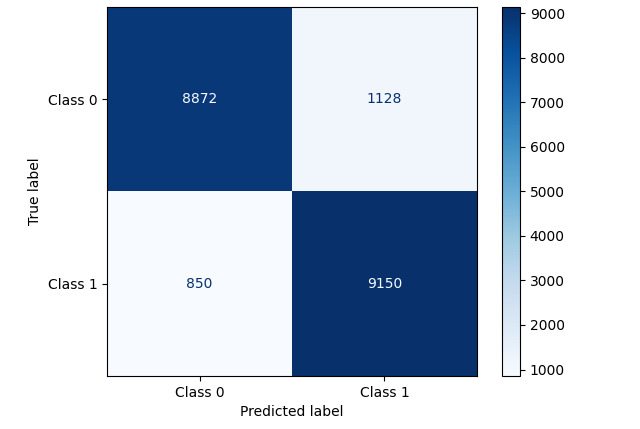 True label
Class 0
8872 1128
Class 1
850 9150
Class 0 Class 1
Predicted label
9000
8000
7000
6000
5000
4000
3000
2000
1000